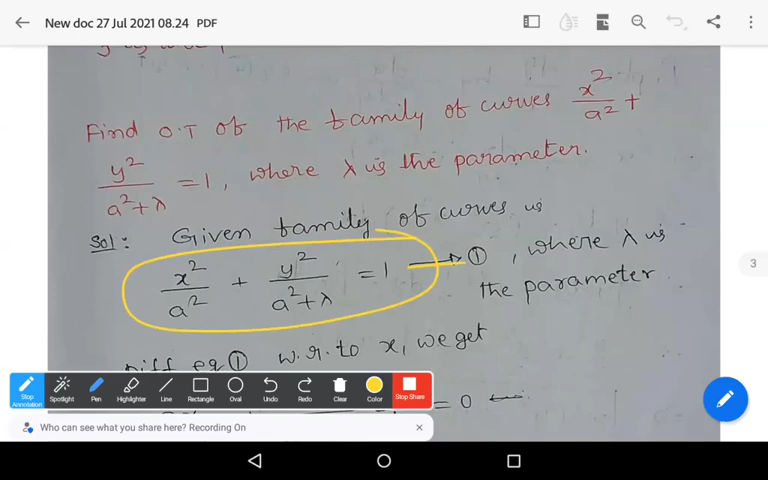 New doc 27 Jul 2021 08.24 PDF
Find O.T of the family of curves x²/a² +
y²/a²+λ = 1, where λ is the parameter.
Sol: Given family of curves is
x²/a² + y²/a²+λ = 1 → ①, where λ is
the parameter
Diff eq ① w.r.to x, we get
= 0
3
Stop Annotation Spotlight Pen Highlighter Line Rectangle Oval Undo Redo Clear Color Stop Share
Who can see what you share here? Recording On